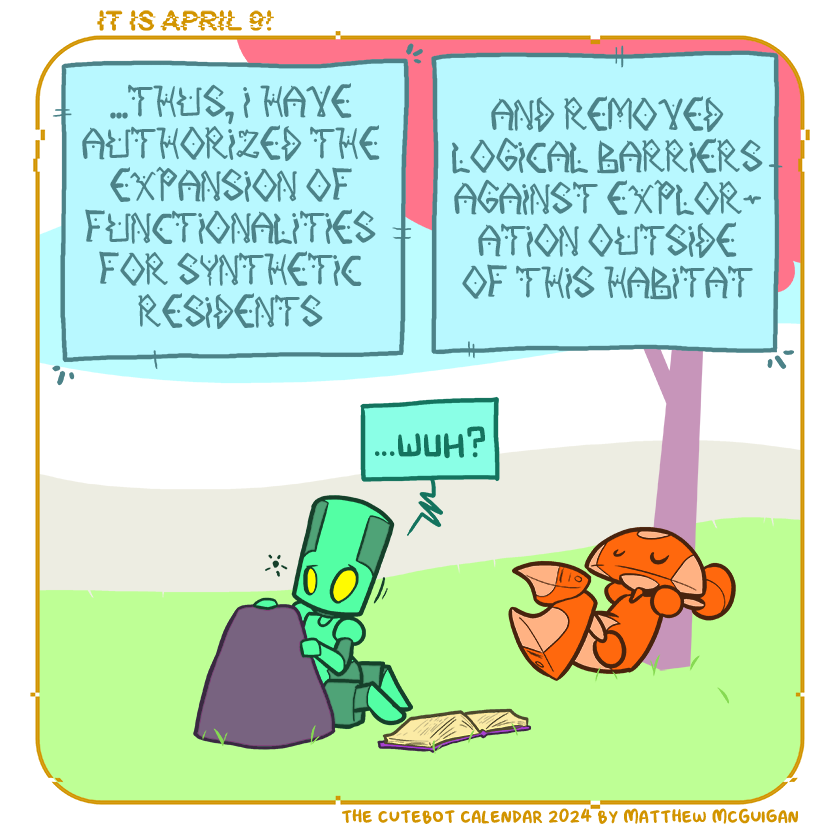 IT IS APRIL 9!
...THUS, I HAVE
AUTHORIZED THE
EXPANSION OF
FUNCTIONALITIES
FOR SYNTHETIC
RESIDENTS
AND REMOVED
LOGICAL BARRIERS
AGAINST EXPLOR-
ATION OUTSIDE
OF THIS HABITAT
...WUH?
THE CUTEBOT CALENDAR 2024 BY MATTHEW MCGUIGAN